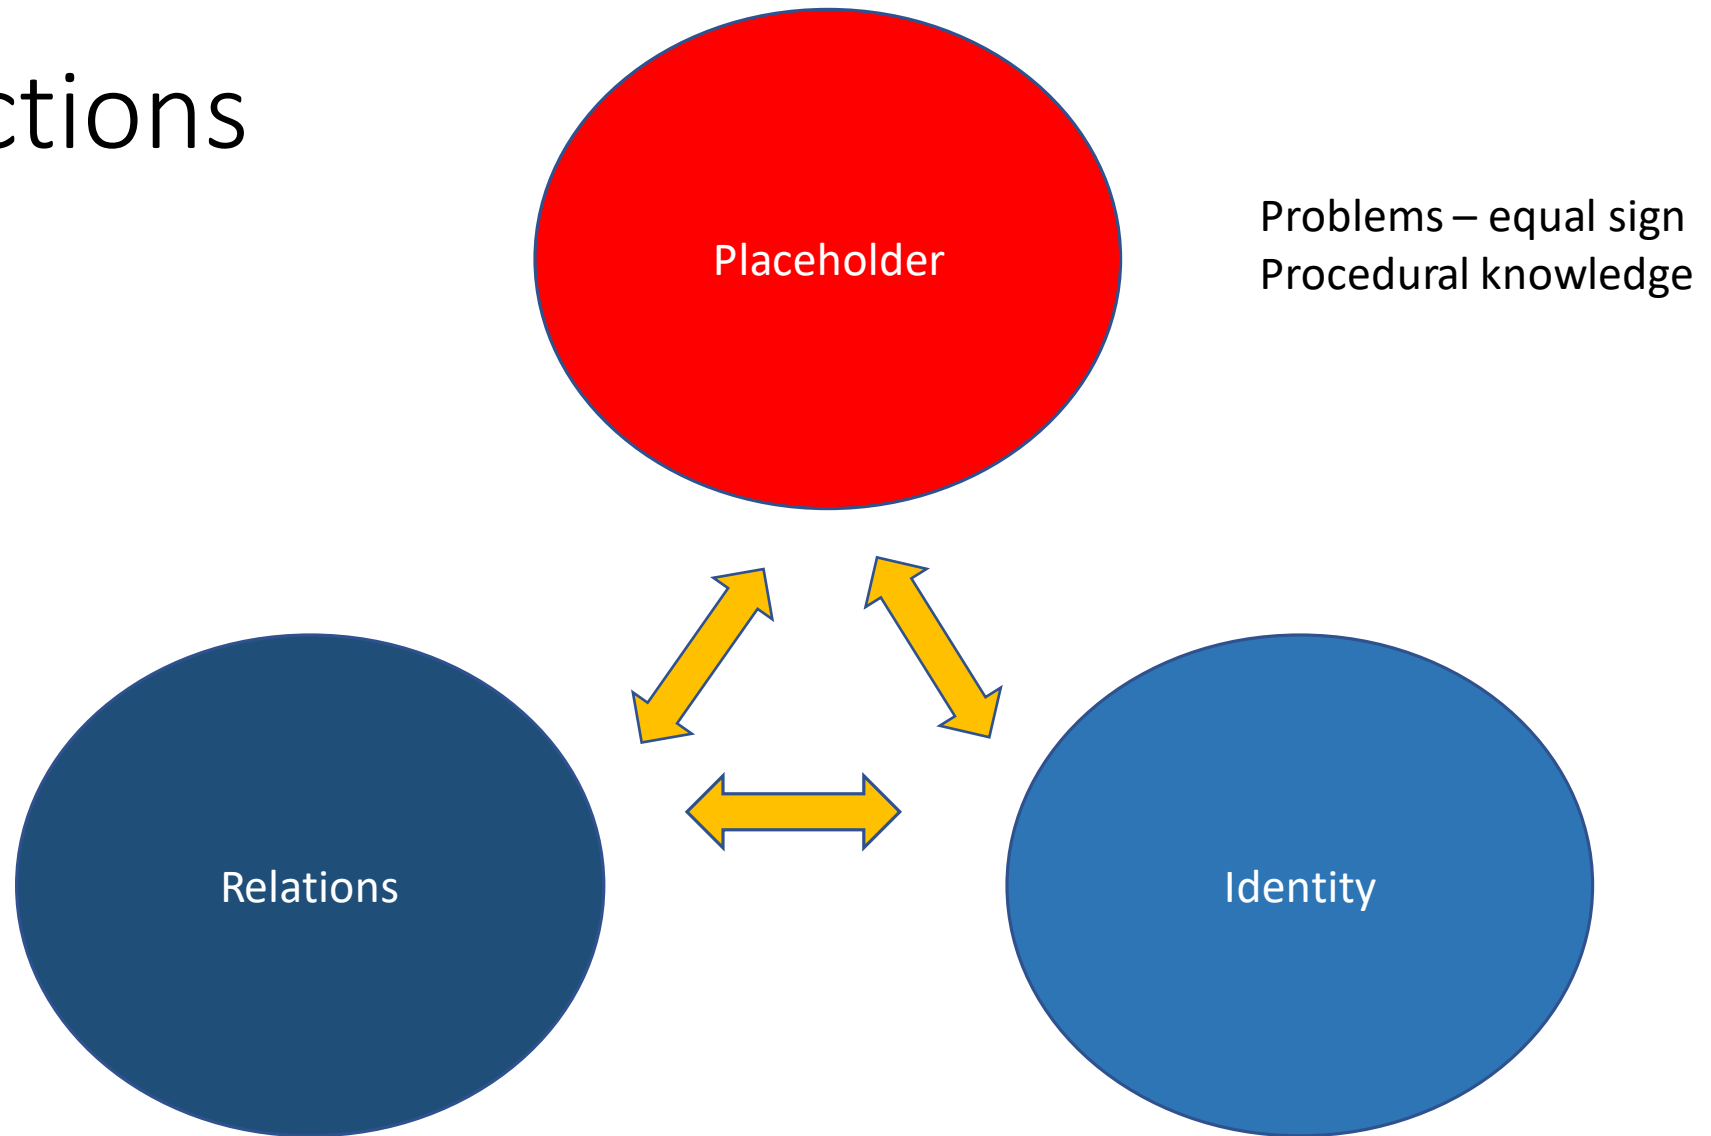 ctions
Placeholder
Problems – equal sign
Procedural knowledge
Relations
Identity